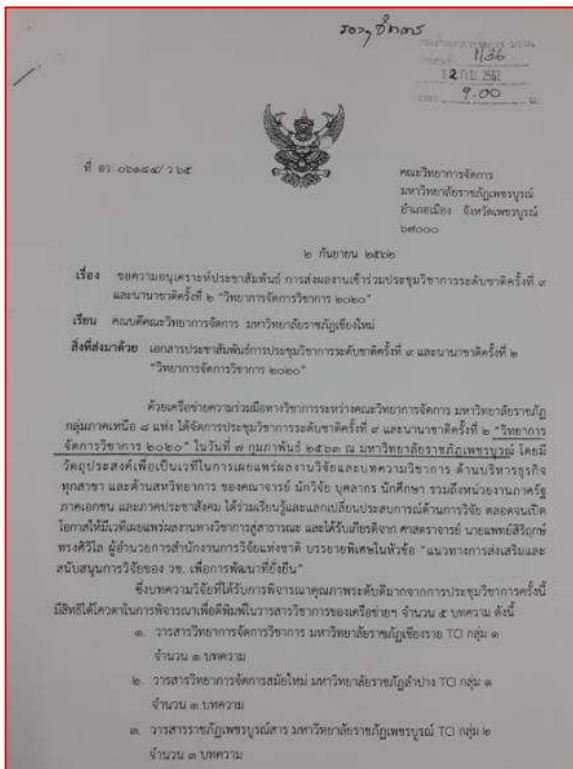 รองฯ วิชาการ
1136
2 ก.ย. 2562
9.00 น.
ที่ อว ๐๖๑๘.๔/ว ๖๕
คณะวิทยาการจัดการ
มหาวิทยาลัยราชภัฏเพชรบูรณ์
อำเภอเมือง จังหวัดเพชรบูรณ์
๖๗๐๐๐
๒ กันยายน ๒๕๖๒
เรื่อง ขอความอนุเคราะห์ประชาสัมพันธ์ การส่งผลงานเข้าร่วมประชุมวิชาการระดับชาติครั้งที่ ๙
และนานาชาติครั้งที่ ๒ "วิทยาการจัดการวิชาการ ๒๐๒๐"
เรียน คณบดีคณะวิทยาการจัดการ มหาวิทยาลัยราชภัฏเชียงใหม่
สิ่งที่ส่งมาด้วย เอกสารประชาสัมพันธ์การประชุมวิชาการระดับชาติครั้งที่ ๙ และนานาชาติครั้งที่ ๒
"วิทยาการจัดการวิชาการ ๒๐๒๐"
ด้วยเครือข่ายความร่วมมือทางวิชาการระหว่างคณะวิทยาการจัดการ มหาวิทยาลัยราชภัฏ
กลุ่มภาคเหนือ ๘ แห่ง ได้จัดการประชุมวิชาการระดับชาติครั้งที่ ๙ และนานาชาติครั้งที่ ๒ "วิทยาการ
จัดการวิชาการ ๒๐๒๐" ในวันที่ ๗ กุมภาพันธ์ ๒๕๖๓ ณ มหาวิทยาลัยราชภัฏเพชรบูรณ์ โดยมี
วัตถุประสงค์เพื่อเป็นเวทีในการเผยแพร่ผลงานวิจัยและบทความวิชาการ ด้านบริหารธุรกิจ
ทุกสาขา และด้านสหวิทยาการ ของคณาจารย์ นักวิจัย บุคลากร นักศึกษา รวมถึงหน่วยงานภาครัฐ
ภาคเอกชน และภาคประชาสังคม ได้ร่วมเรียนรู้และแลกเปลี่ยนประสบการณ์ด้านการวิจัย ตลอดจนเปิด
โอกาสให้มีเวทีเผยแพร่ผลงานทางวิชาการสู่สาธารณะ และได้รับเกียรติจาก ศาสตราจารย์ นายแพทย์สิริฤกษ์
ทรงศิวิไล ผู้อำนวยการสำนักงานการวิจัยแห่งชาติ บรรยายพิเศษในหัวข้อ "แนวทางการส่งเสริมและ
สนับสนุนการวิจัยของ วช. เพื่อการพัฒนาที่ยั่งยืน"
ซึ่งบทความวิจัยที่ได้รับการพิจารณาคุณภาพระดับดีมากจากการประชุมวิชาการครั้งนี้
มีสิทธิได้โควตาในการพิจารณาเพื่อตีพิมพ์ในวารสารวิชาการของเครือข่ายฯ จำนวน ๕ บทความ ดังนี้
๑. วารสารวิทยาการจัดการวิชาการ มหาวิทยาลัยราชภัฏเชียงราย TCI กลุ่ม ๑
จำนวน ๑ บทความ
๒. วารสารวิทยาการจัดการสมัยใหม่ มหาวิทยาลัยราชภัฏลำปาง TCI กลุ่ม ๑
จำนวน ๑ บทความ
๓. วารสารราชภัฏเพชรบูรณ์สาร มหาวิทยาลัยราชภัฏเพชรบูรณ์ TCI กลุ่ม ๒
จำนวน ๓ บทความ